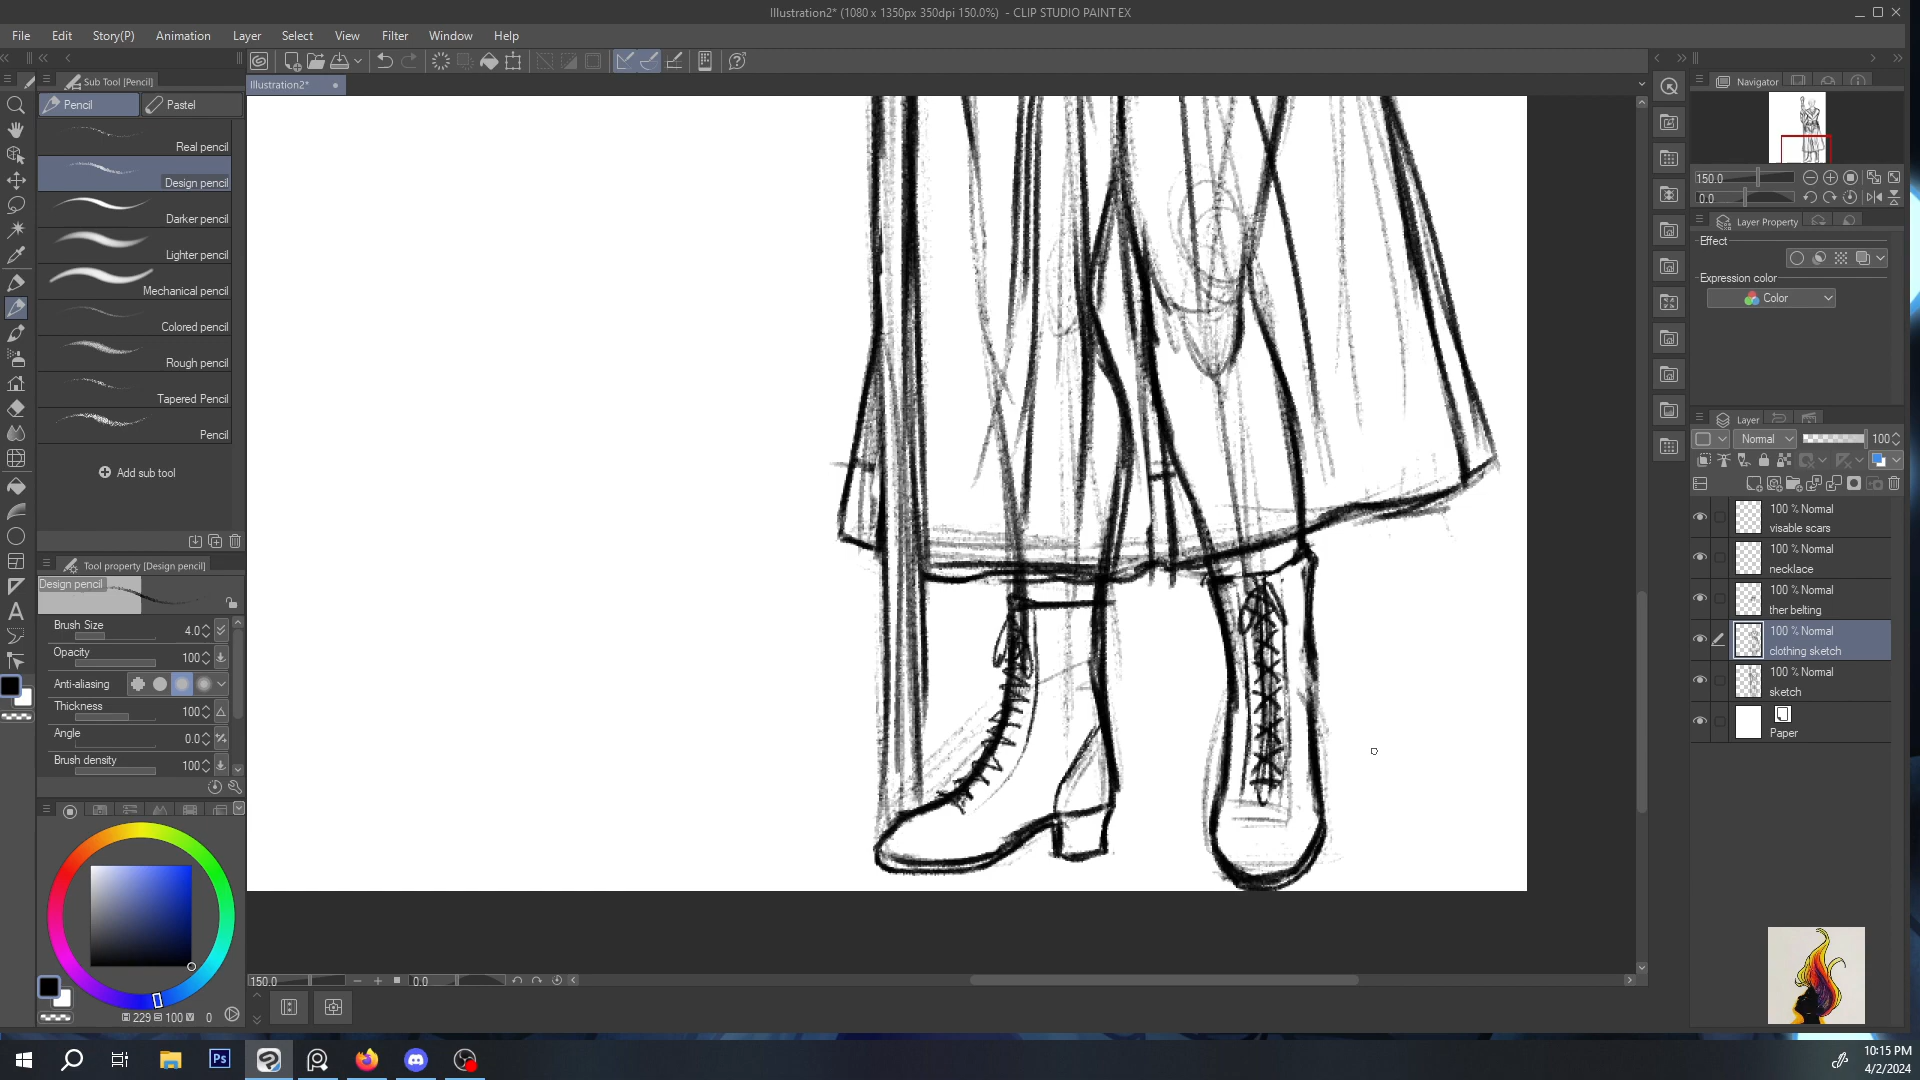 Illustration2* (1080 x 1350px 350dpi 150.0%) - CLIP STUDIO PAINT EX
File Edit Story(P) Animation Layer Select View Filter Window Help
Sub Tool [Pencil]
Illustration2*
Navigator
Pencil Pastel
Real pencil
Design pencil
Darker pencil
Lighter pencil
Mechanical pencil
Colored pencil
Rough pencil
Tapered Pencil
Pencil
Add sub tool
Tool property [Design pencil]
Design pencil
Brush Size 4.0
Opacity 100
Anti-aliasing
Thickness 100
Angle 0.0
Brush density 100
229 100 0
150.0 0.0
150.0
0.0
Layer Property
Effect
Expression color
Color
Layer
Normal 100
100 % Normal
visable scars
100 % Normal
necklace
100 % Normal
ther belting
100 % Normal
clothing sketch
100 % Normal
sketch
Paper
Ps
10:15 PM
4/2/2024